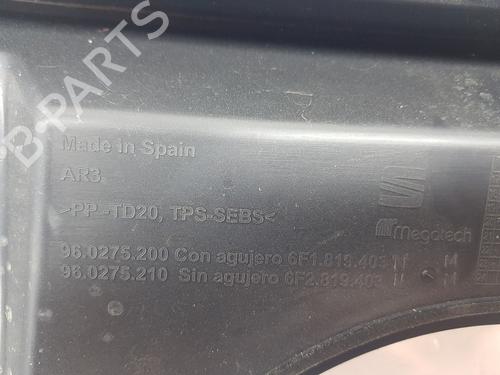 B-PARTS
Made in Spain
AR3
>PP-TD20, TPS-SEBS<
Megatech
96.0275.200 Con agujero 6F1.819.403
96.0275.210 Sin agujero 6F2.819.403